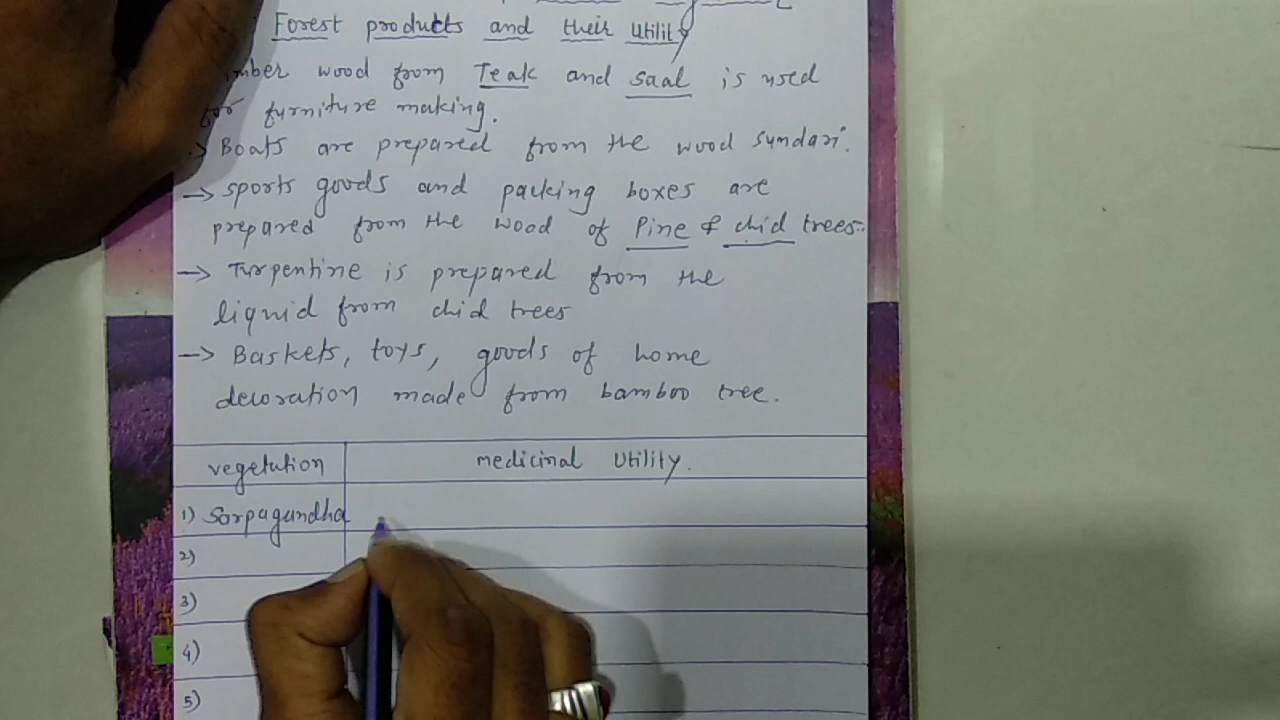 Forest products and their Utility
wood from Teak and Saal is used
for furniture making.
Boats are prepared from the wood Sundari.
→ Sports goods and packing boxes are
prepared from the wood of Pine & chid trees.
→ Turpentine is prepared from the
liquid from chid trees
→ Baskets, toys, goods of home
decoration made from bamboo tree.
vegetation medicinal Utility.
1) Sarpagandha
2)
3)
4)
5)